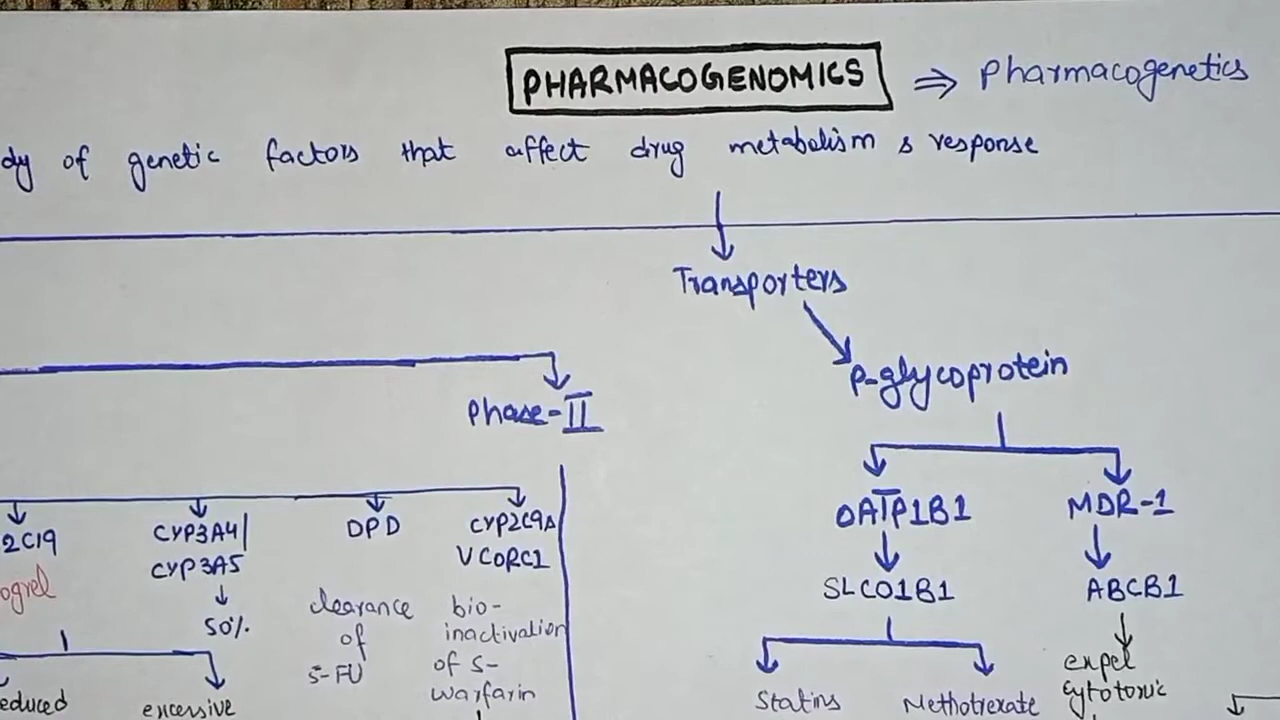 PHARMACOGENOMICS ⇒ Pharmacogenetics
dy of genetic factors that affect drug metabolism & response
Transporters
P-glycoprotein
Phase-II
OATP1B1
MDR-1
2C19
CYP3A4/
CYP3A5
DPD
CYP2C9&
VCORC1
SLCO1B1
ABCB1
ogrel
50%
clearance
of
5-FU
bio-
inactivation
of S-
warfarin
expel
cytotoxic
Statins
Methotrexate
educed
excessive